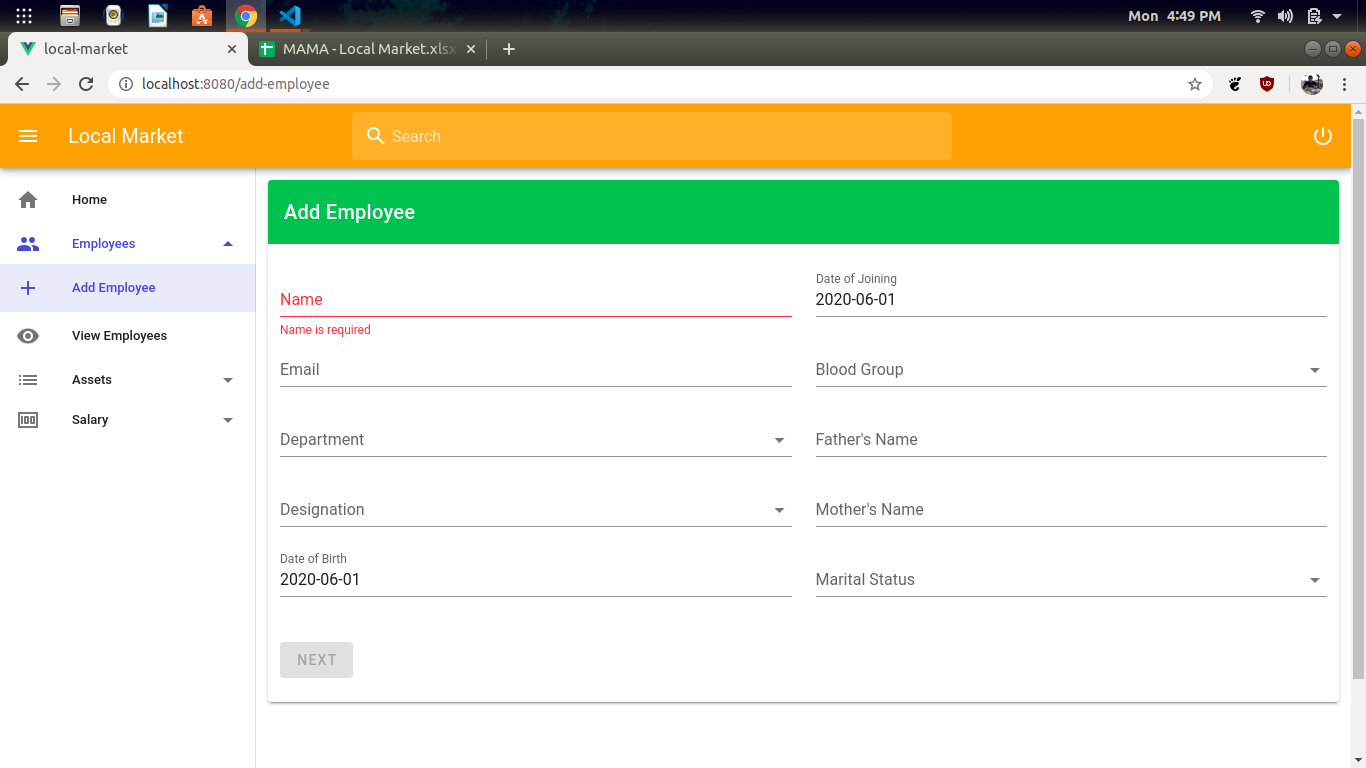 Mon 4:49 PM
local-market
MAMA - Local Market.xlsx
localhost:8080/add-employee
Local Market
Search
Home
Employees
Add Employee
View Employees
Assets
Salary
Add Employee
Name
Name is required
Date of Joining
2020-06-01
Email
Blood Group
Department
Father's Name
Designation
Mother's Name
Date of Birth
2020-06-01
Marital Status
NEXT